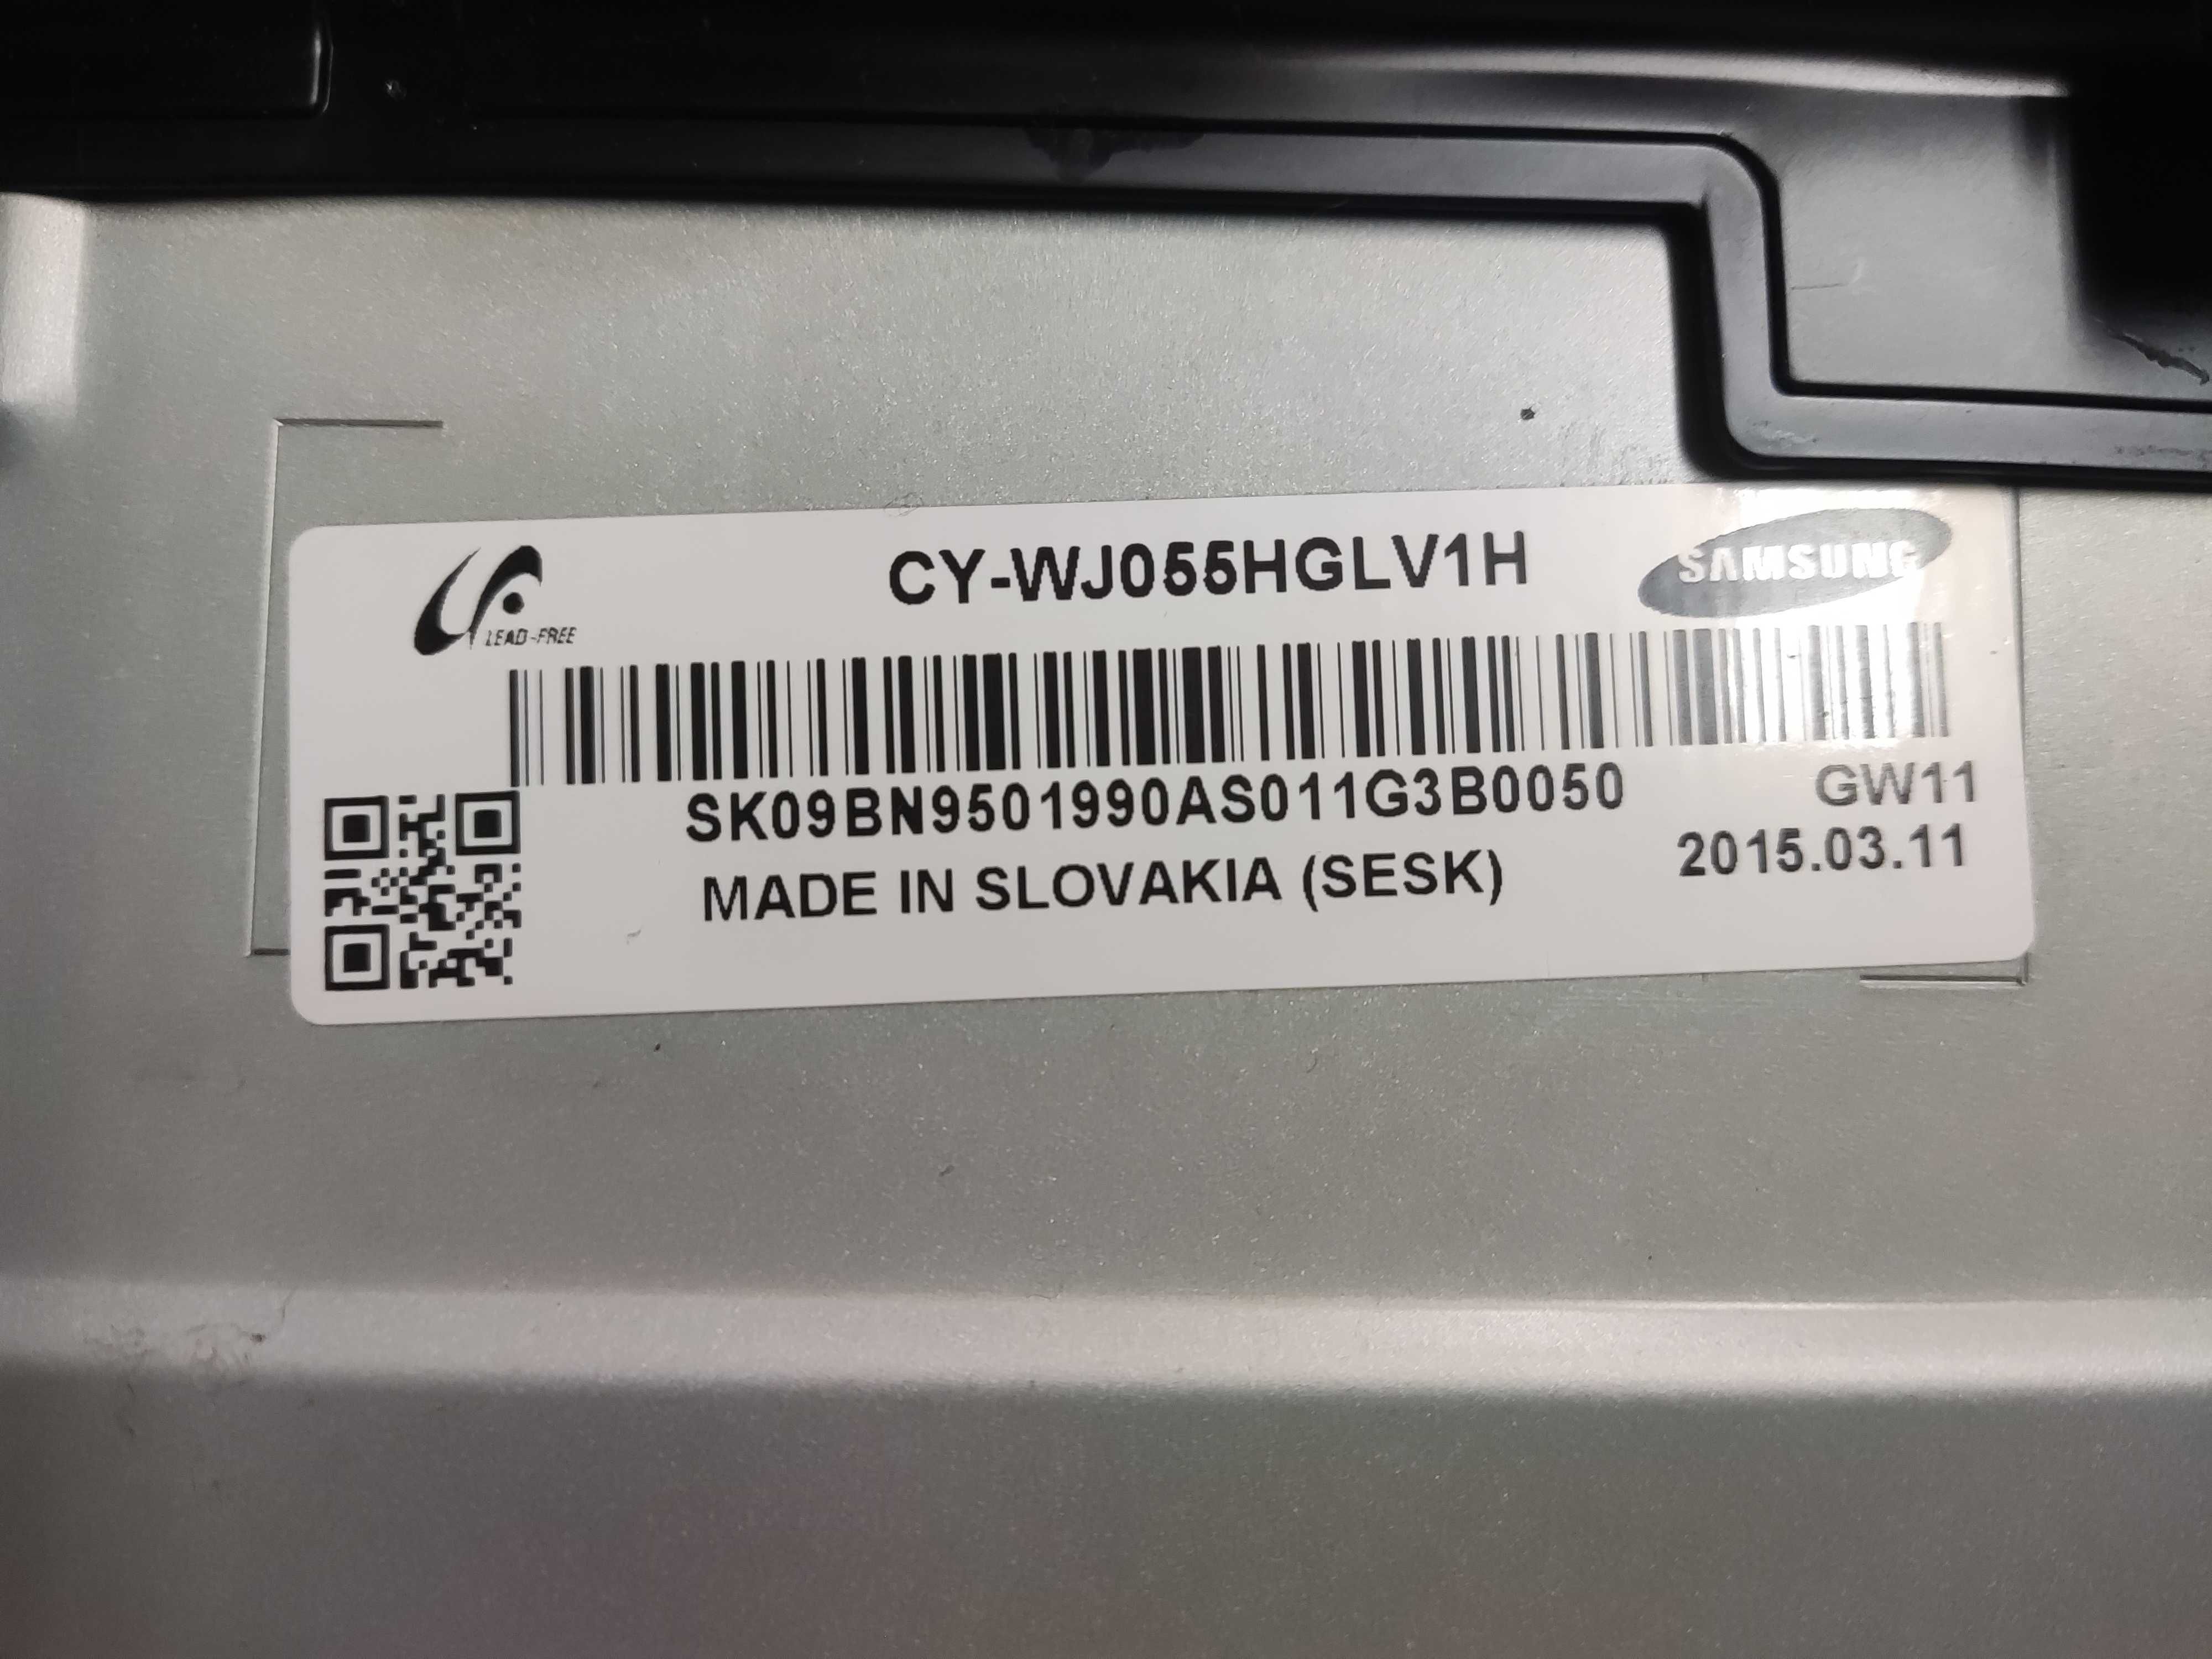 CY-WJ055HGLV1H
SAMSUNG
LEAD-FREE
SK09BN9501990AS011G3B0050
GW11
MADE IN SLOVAKIA (SESK)
2015.03.11